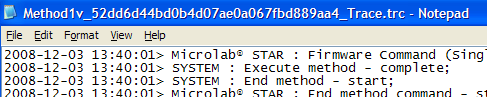 Method1v_52dd6d44bd0b4d07ae0a067fbd889aa4_Trace.trc - Notepad
File Edit Format View Help
2008-12-03 13:40:01> Microlab® STAR : Firmware Command (Singl
2008-12-03 13:40:01> SYSTEM : Execute method - complete;
2008-12-03 13:40:01> SYSTEM : End method - start;
2008-12-03 13:40:01> Microlab® STAR : End method command - st